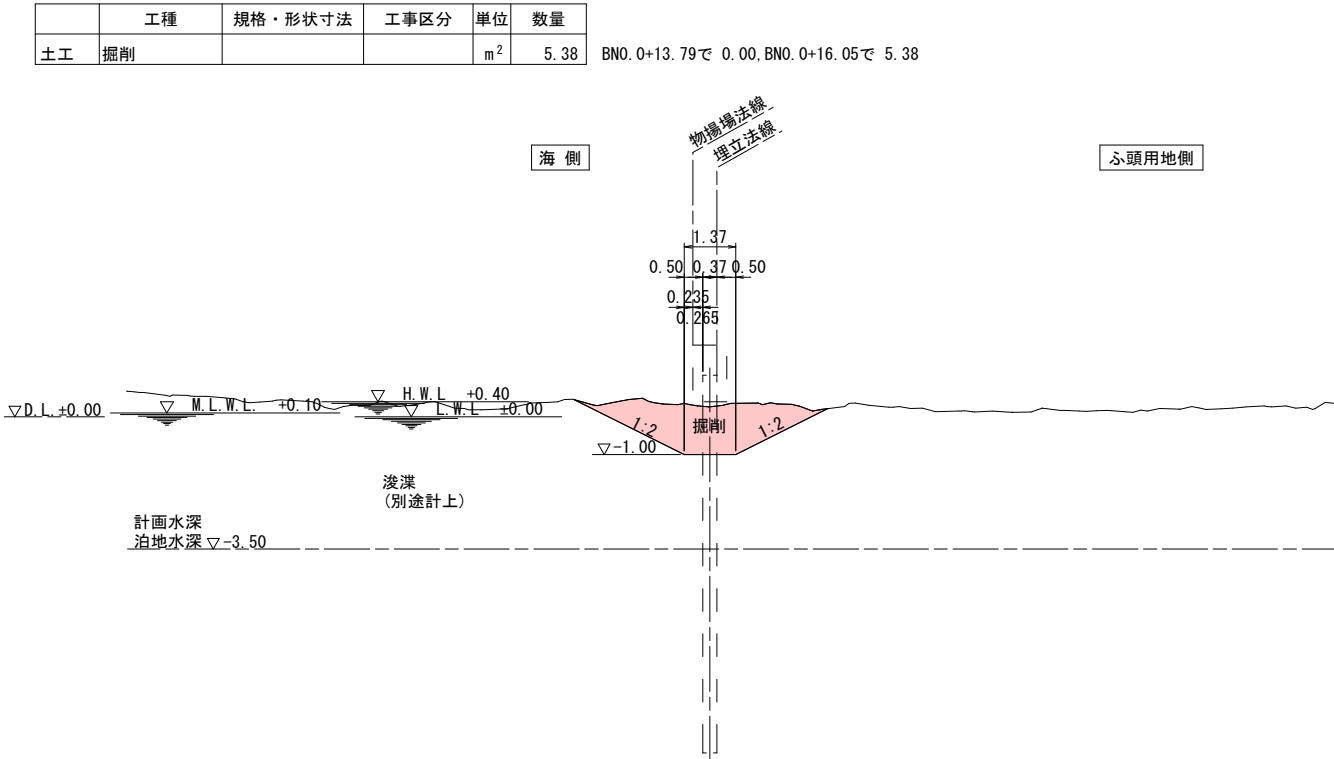 工種 規格・形状寸法 工事区分 単位 数量
土工 掘削 m² 5.38 BN0.0+13.79で 0.00,BN0.0+16.05で 5.38
物揚場法線
埋立法線
海 側
ふ頭用地側
1.37
0.50 0.37 0.50
0.235
0.265
▽D.L.±0.00
▽ M.L.W.L. +0.10
▽ H.W.L +0.40
▽ L.W.L ±0.00
1:2 掘削 1:2
▽-1.00
浚渫
(別途計上)
計画水深
泊地水深 ▽-3.50